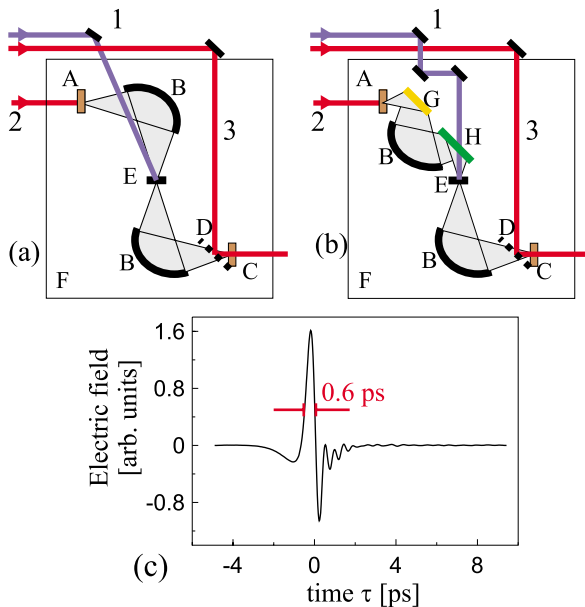 1
A
B
2
3
E
D
(a)
B
F
C
1
A
G
2
H
3
B
E
D
(b)
B
F
C
1.6
0.6 ps
0.8
0
-0.8
-4
0
4
8
Electric field
[arb. units]
(c)
time τ [ps]